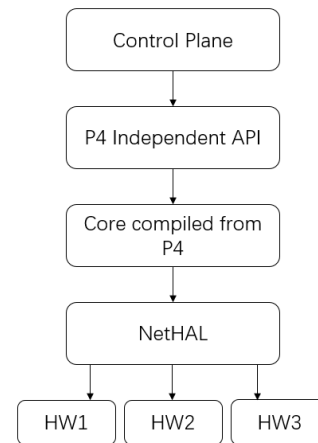 Control Plane
P4 Independent API
Core compiled from
P4
NetHAL
HW1 HW2 HW3